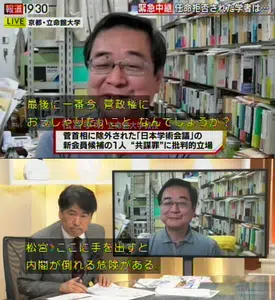 報道1930
LIVE 京都・立命館大学
緊急中継 任命拒否された学者は…
最後に一番今 菅政権に
おっしゃりたいこと なんでしょうか？
菅首相に除外された「日本学術会議」の
新会員候補の1人 “共謀罪”に批判的立場
松宮＞ここに手を出すと
内閣が倒れる危険がある。